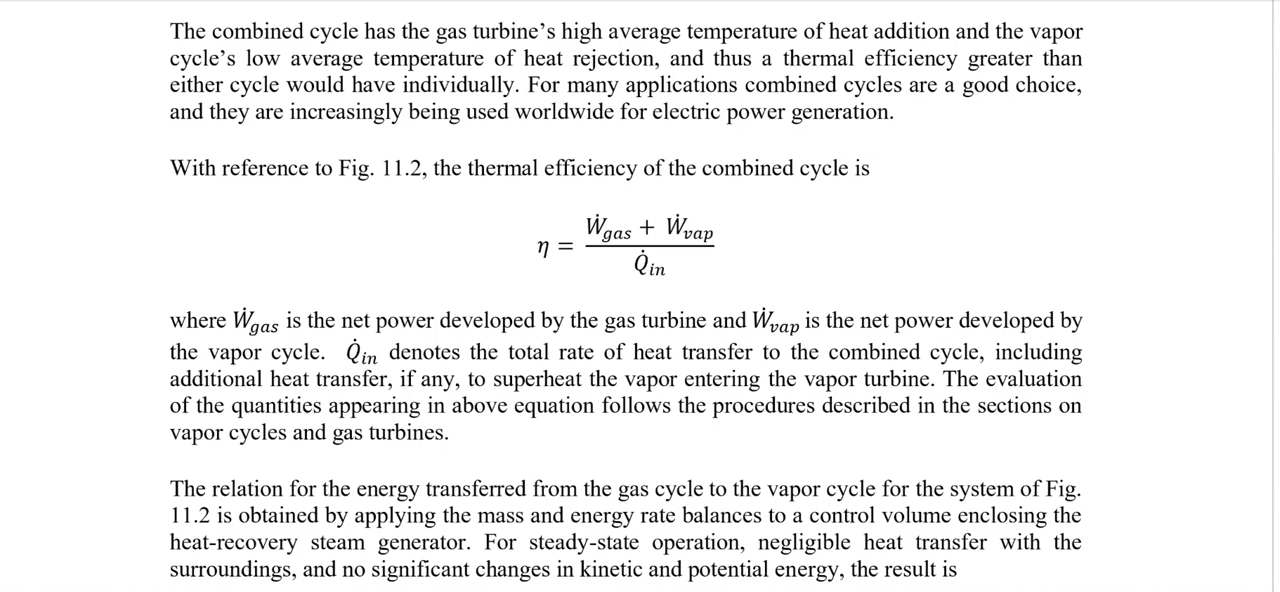 The combined cycle has the gas turbine’s high average temperature of heat addition and the vapor
cycle’s low average temperature of heat rejection, and thus a thermal efficiency greater than
either cycle would have individually. For many applications combined cycles are a good choice,
and they are increasingly being used worldwide for electric power generation.
With reference to Fig. 11.2, the thermal efficiency of the combined cycle is
η = (Ẇgas + Ẇvap) / Q̇in
where Ẇgas is the net power developed by the gas turbine and Ẇvap is the net power developed by
the vapor cycle. Q̇in denotes the total rate of heat transfer to the combined cycle, including
additional heat transfer, if any, to superheat the vapor entering the vapor turbine. The evaluation
of the quantities appearing in above equation follows the procedures described in the sections on
vapor cycles and gas turbines.
The relation for the energy transferred from the gas cycle to the vapor cycle for the system of Fig.
11.2 is obtained by applying the mass and energy rate balances to a control volume enclosing the
heat-recovery steam generator. For steady-state operation, negligible heat transfer with the
surroundings, and no significant changes in kinetic and potential energy, the result is